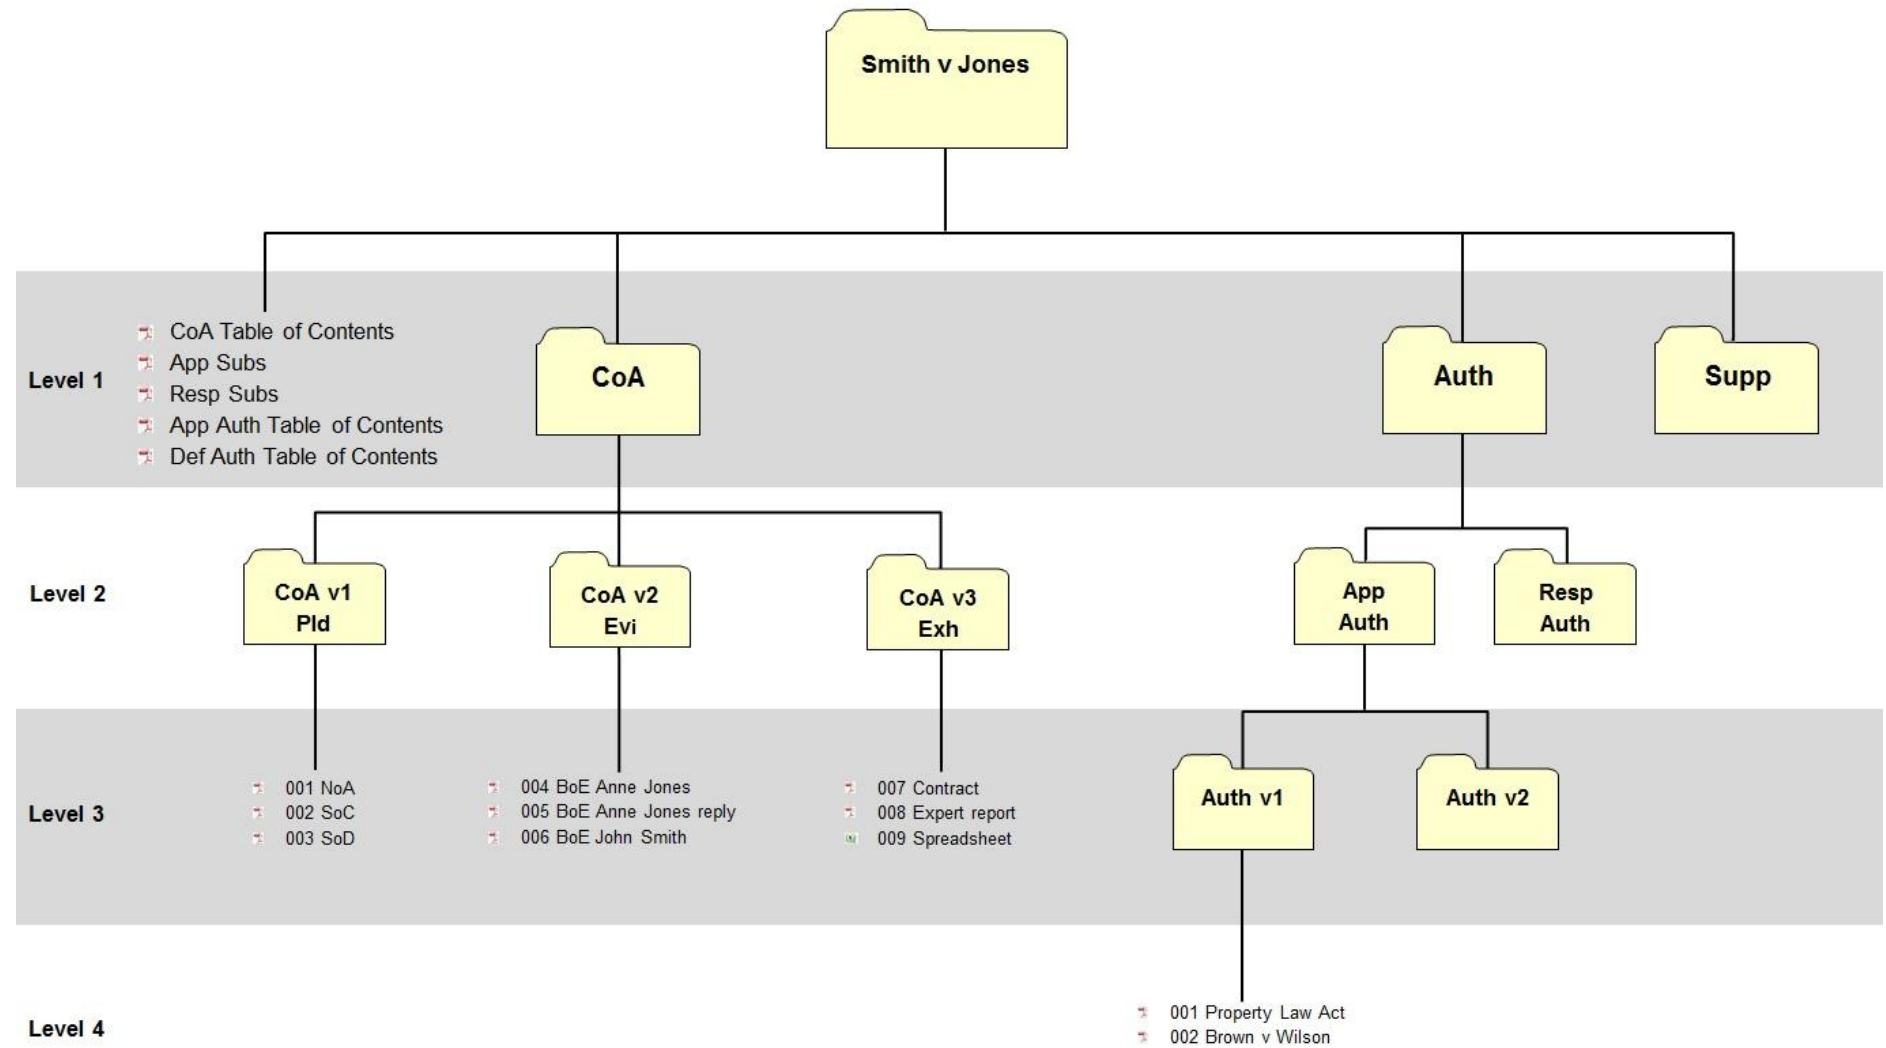 Smith v Jones
Level 1
CoA Table of Contents
App Subs
Resp Subs
App Auth Table of Contents
Def Auth Table of Contents
CoA
Auth
Supp
Level 2
CoA v1
Pld
CoA v2
Evi
CoA v3
Exh
App
Auth
Resp
Auth
Level 3
001 NoA
002 SoC
003 SoD
004 BoE Anne Jones
005 BoE Anne Jones reply
006 BoE John Smith
007 Contract
008 Expert report
009 Spreadsheet
Auth v1
Auth v2
Level 4
001 Property Law Act
002 Brown v Wilson